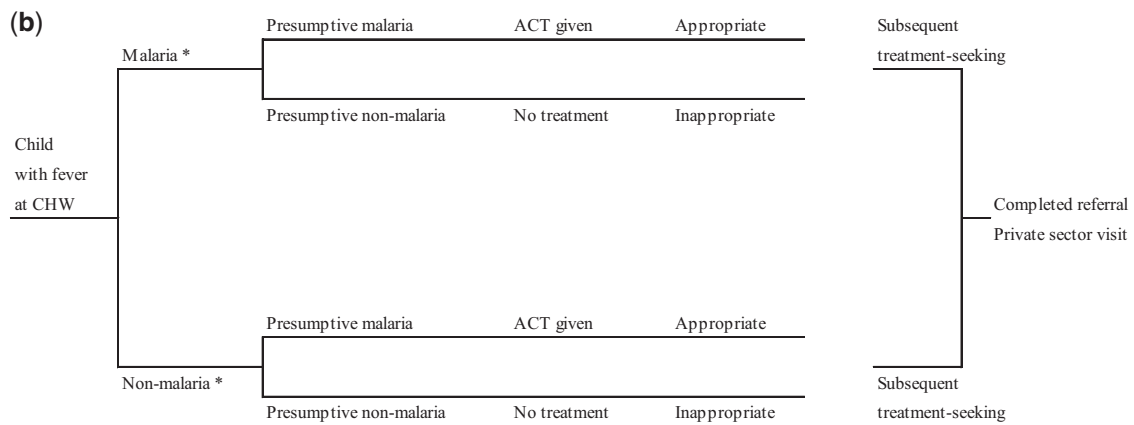 (b)
Presumptive malaria ACT given Appropriate Subsequent
Malaria * treatment-seeking
Presumptive non-malaria No treatment Inappropriate
Child
with fever
at CHW Completed referral
Private sector visit
Presumptive malaria ACT given Appropriate
Non-malaria * Subsequent
Presumptive non-malaria No treatment Inappropriate treatment-seeking